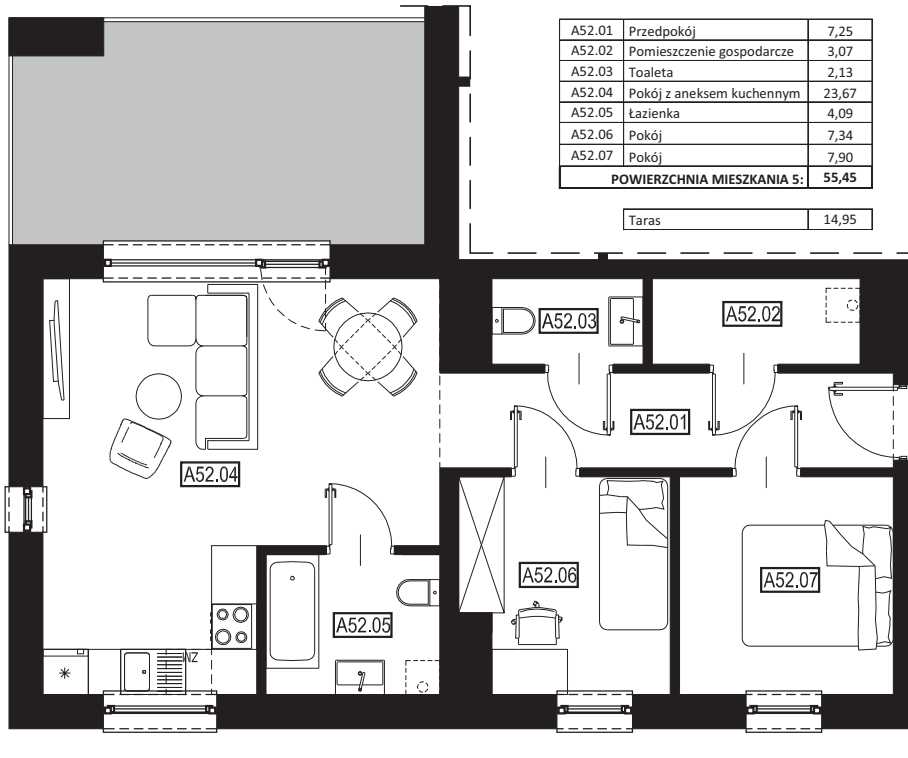 A52.01 Przedpokój 7,25
A52.02 Pomieszczenie gospodarcze 3,07
A52.03 Toaleta 2,13
A52.04 Pokój z aneksem kuchennym 23,67
A52.05 Łazienka 4,09
A52.06 Pokój 7,34
A52.07 Pokój 7,90
POWIERZCHNIA MIESZKANIA 5: 55,45
Taras 14,95
A52.03
A52.02
A52.01
A52.04
A52.06
A52.07
A52.05
NZ